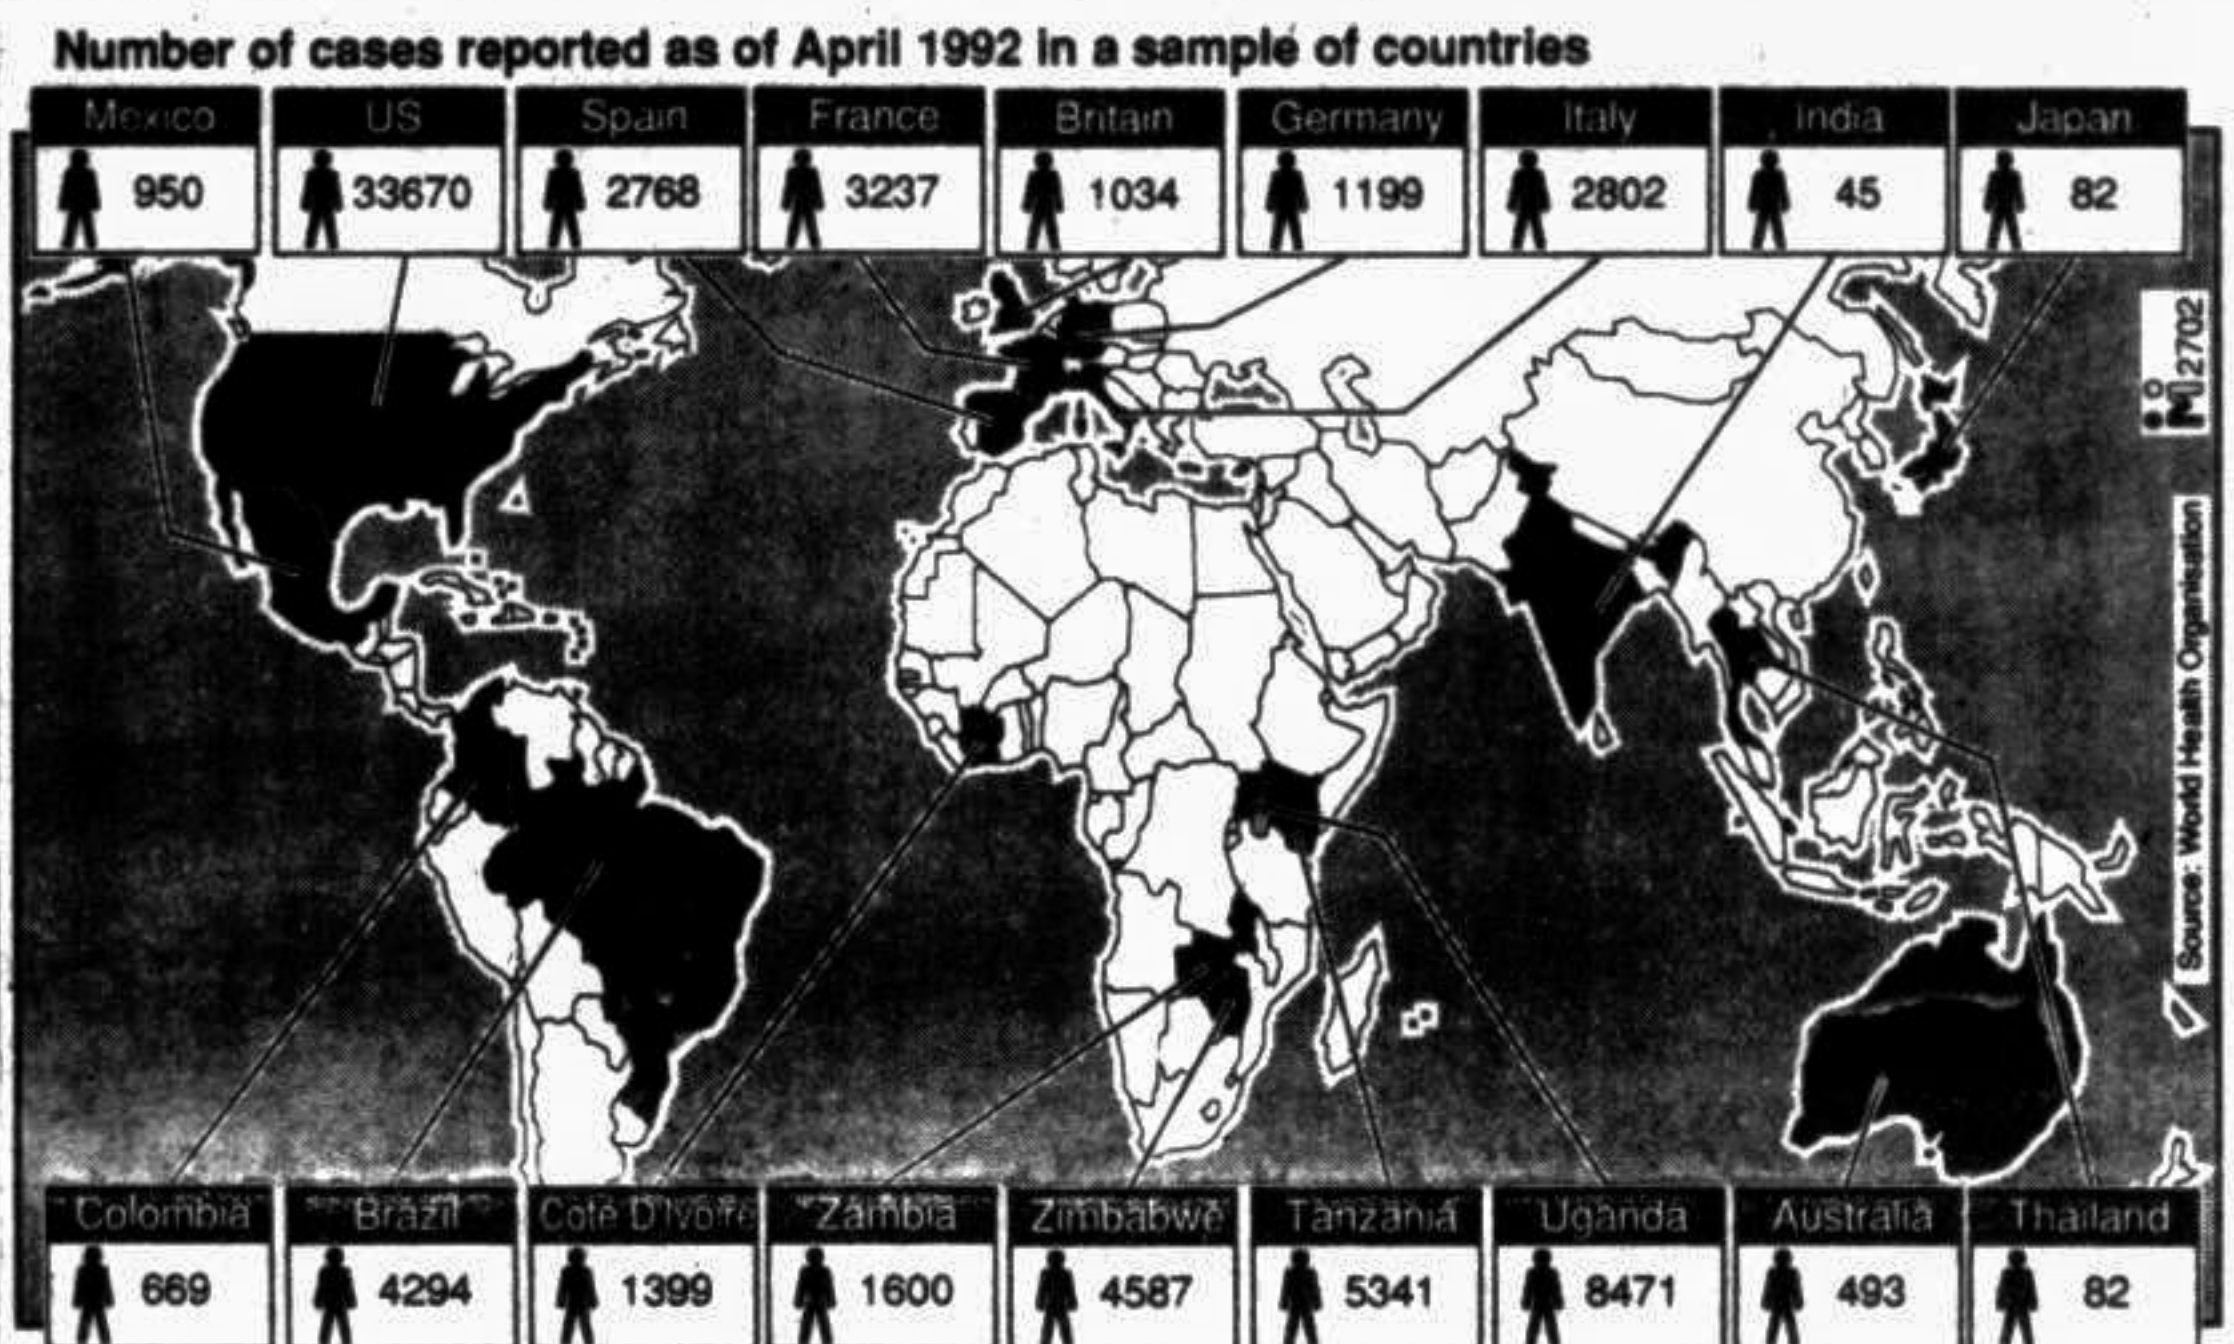 Number of cases reported as of April 1992 in a sample of countries
Mexico US Spain France Britain Germany Italy India Japan
950 33670 2768 3237 1034 1199 2802 45 82
M 27702
Source: World Health Organisation
Colombia Brazil Cote D'Ivoire Zambia Zimbabwe Tanzania Uganda Australia Thailand
669 4294 1399 1600 4587 5341 8471 493 82